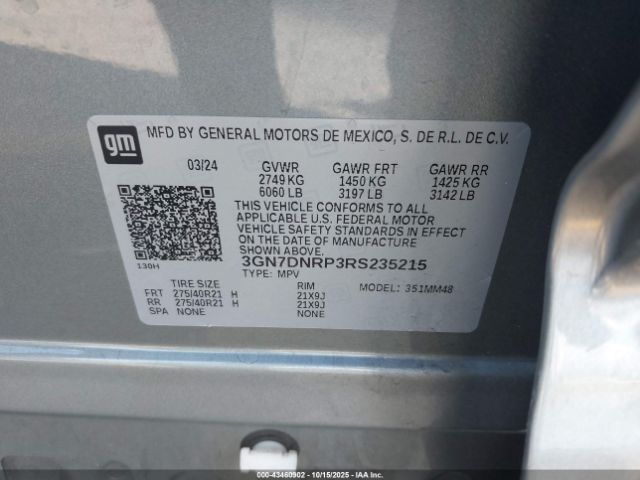 gm
MFD BY GENERAL MOTORS DE MEXICO, S. DE R.L. DE C.V.
03/24 GVWR GAWR FRT GAWR RR
2749 KG 1450 KG 1425 KG
6060 LB 3197 LB 3142 LB
THIS VEHICLE CONFORMS TO ALL
APPLICABLE U.S. FEDERAL MOTOR
VEHICLE SAFETY STANDARDS IN EFFECT
ON THE DATE OF MANUFACTURE
SHOWN ABOVE.
130H 3GN7DNRP3RS235215
TYPE: MPV
TIRE SIZE RIM MODEL: 351MM48
FRT 275/40R21 H 21X9J
RR 275/40R21 H 21X9J
SPA NONE NONE
000-43460902 - 10/15/2025 - IAAI.com